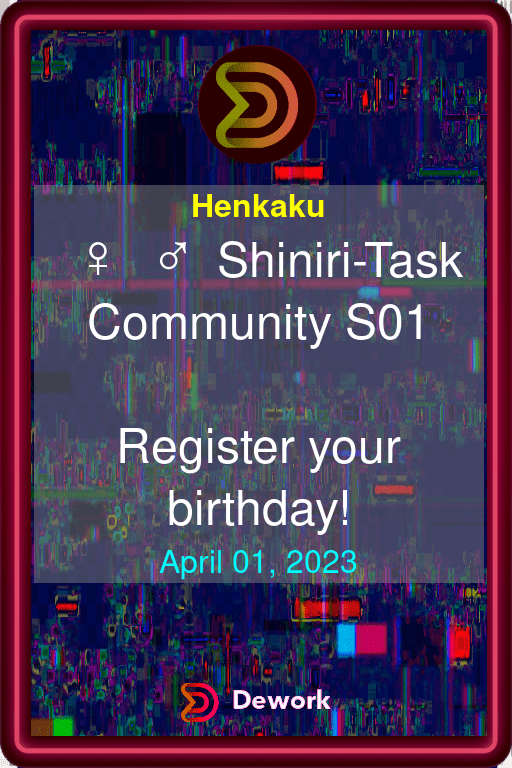 Henkaku
♀ ♂ Shiniri-Task
Community S01
Register your
birthday!
April 01, 2023
Dework